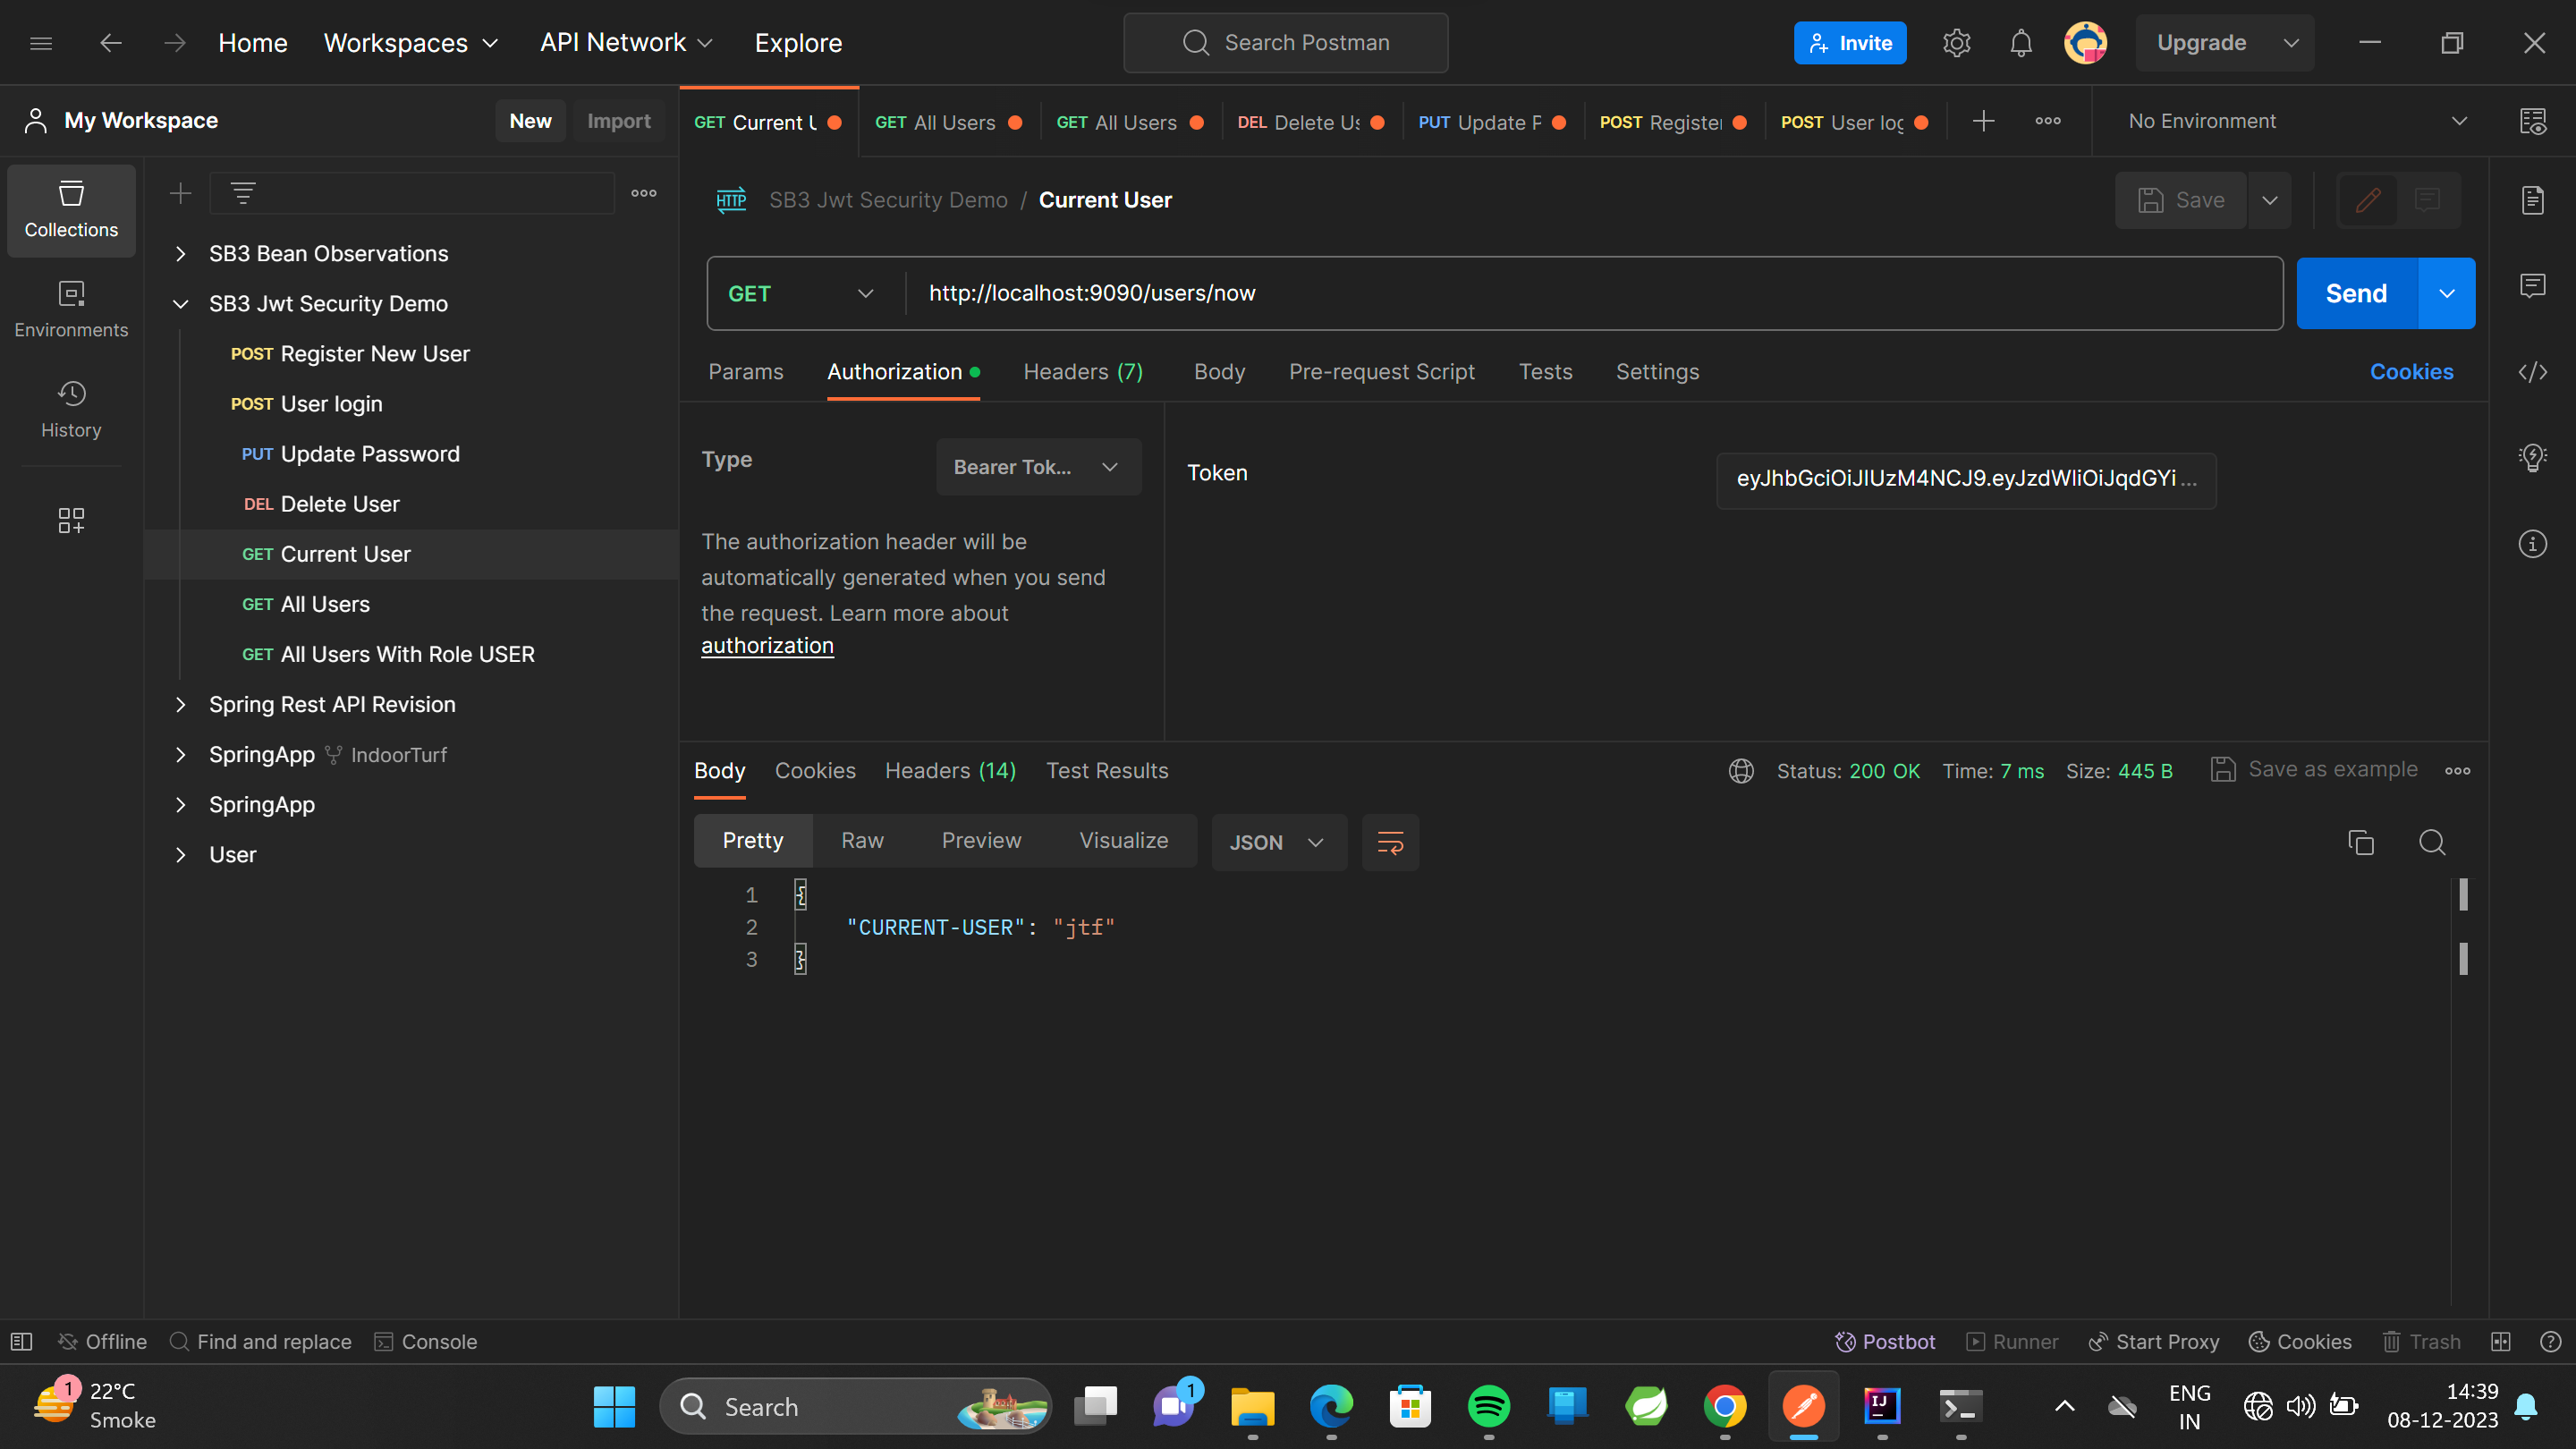 Home Workspaces API Network Explore Search Postman Invite Upgrade
My Workspace New Import
GET Current U GET All Users GET All Users DEL Delete Us PUT Update P POST Register POST User log No Environment
Collections
Environments
History
SB3 Bean Observations
SB3 Jwt Security Demo
POST Register New User
POST User login
PUT Update Password
DEL Delete User
GET Current User
GET All Users
GET All Users With Role USER
Spring Rest API Revision
SpringApp IndoorTurf
SpringApp
User
HTTP SB3 Jwt Security Demo / Current User Save
GET http://localhost:9090/users/now Send
Params Authorization Headers (7) Body Pre-request Script Tests Settings Cookies
Type Bearer Tok...
The authorization header will be
automatically generated when you send
the request. Learn more about
authorization
Token eyJhbGciOiJIUzM4NCJ9.eyJzdWIiOiJqdGYi ...
Body Cookies Headers (14) Test Results Status: 200 OK Time: 7 ms Size: 445 B Save as example
Pretty Raw Preview Visualize JSON
1 {
2 "CURRENT-USER": "jtf"
3 }
Offline Find and replace Console Postbot Runner Start Proxy Cookies Trash
1 22°C
Smoke
Search
1
IJ
ENG
IN
14:39
08-12-2023